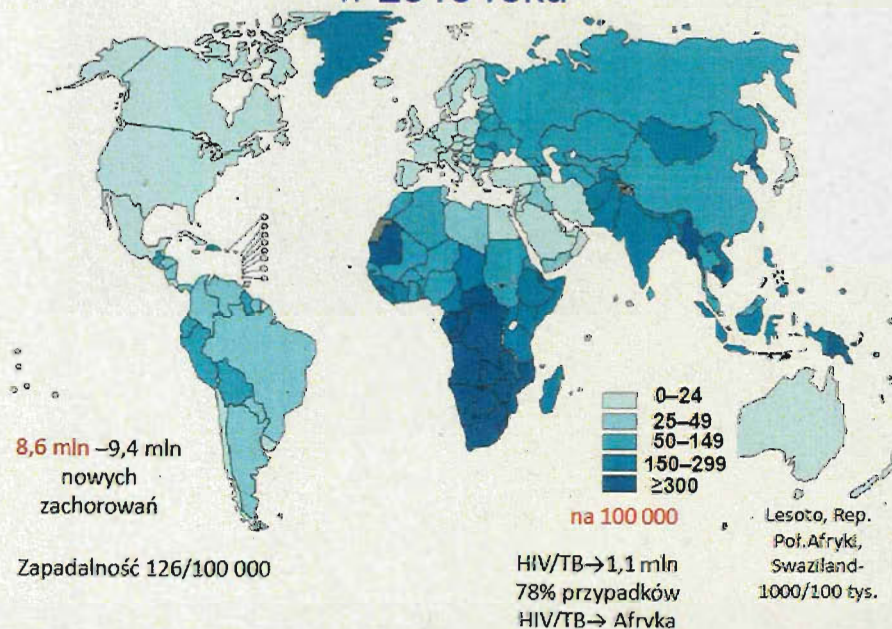 8,6 mln –9,4 mln
nowych
zachorowań
Zapadalność 126/100 000
0–24
25–49
50–149
150–299
≥300
na 100 000
HIV/TB→1,1 mln
78% przypadków
HIV/TB→ Afryka
Lesoto, Rep.
Poł.Afryki,
Swaziland-
1000/100 tys.